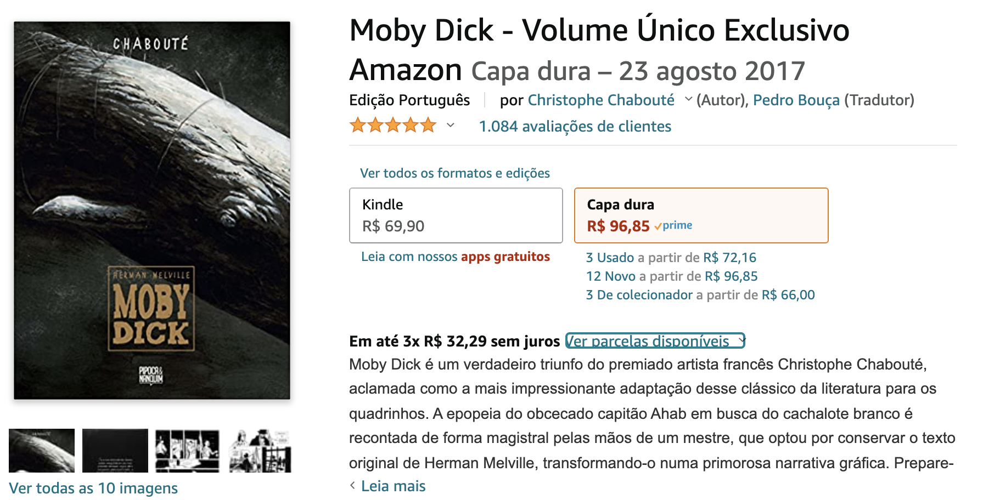 CHABOUTÉ
HERMAN MELVILLE
MOBY
DICK
PIPOCA &
NANQUIM
Ver todas as 10 imagens
Moby Dick - Volume Único Exclusivo
Amazon Capa dura – 23 agosto 2017
Edição Português por Christophe Chabouté (Autor), Pedro Bouça (Tradutor)
1.084 avaliações de clientes
Ver todos os formatos e edições
Kindle
R$ 69,90
Leia com nossos apps gratuitos
Capa dura
R$ 96,85 prime
3 Usado a partir de R$ 72,16
12 Novo a partir de R$ 96,85
3 De colecionador a partir de R$ 66,00
Em até 3x R$ 32,29 sem juros Ver parcelas disponíveis
Moby Dick é um verdadeiro triunfo do premiado artista francês Christophe Chabouté,
aclamada como a mais impressionante adaptação desse clássico da literatura para os
quadrinhos. A epopeia do obcecado capitão Ahab em busca do cachalote branco é
recontada de forma magistral pelas mãos de um mestre, que optou por conservar o texto
original de Herman Melville, transformando-o numa primorosa narrativa gráfica. Prepare-
Leia mais